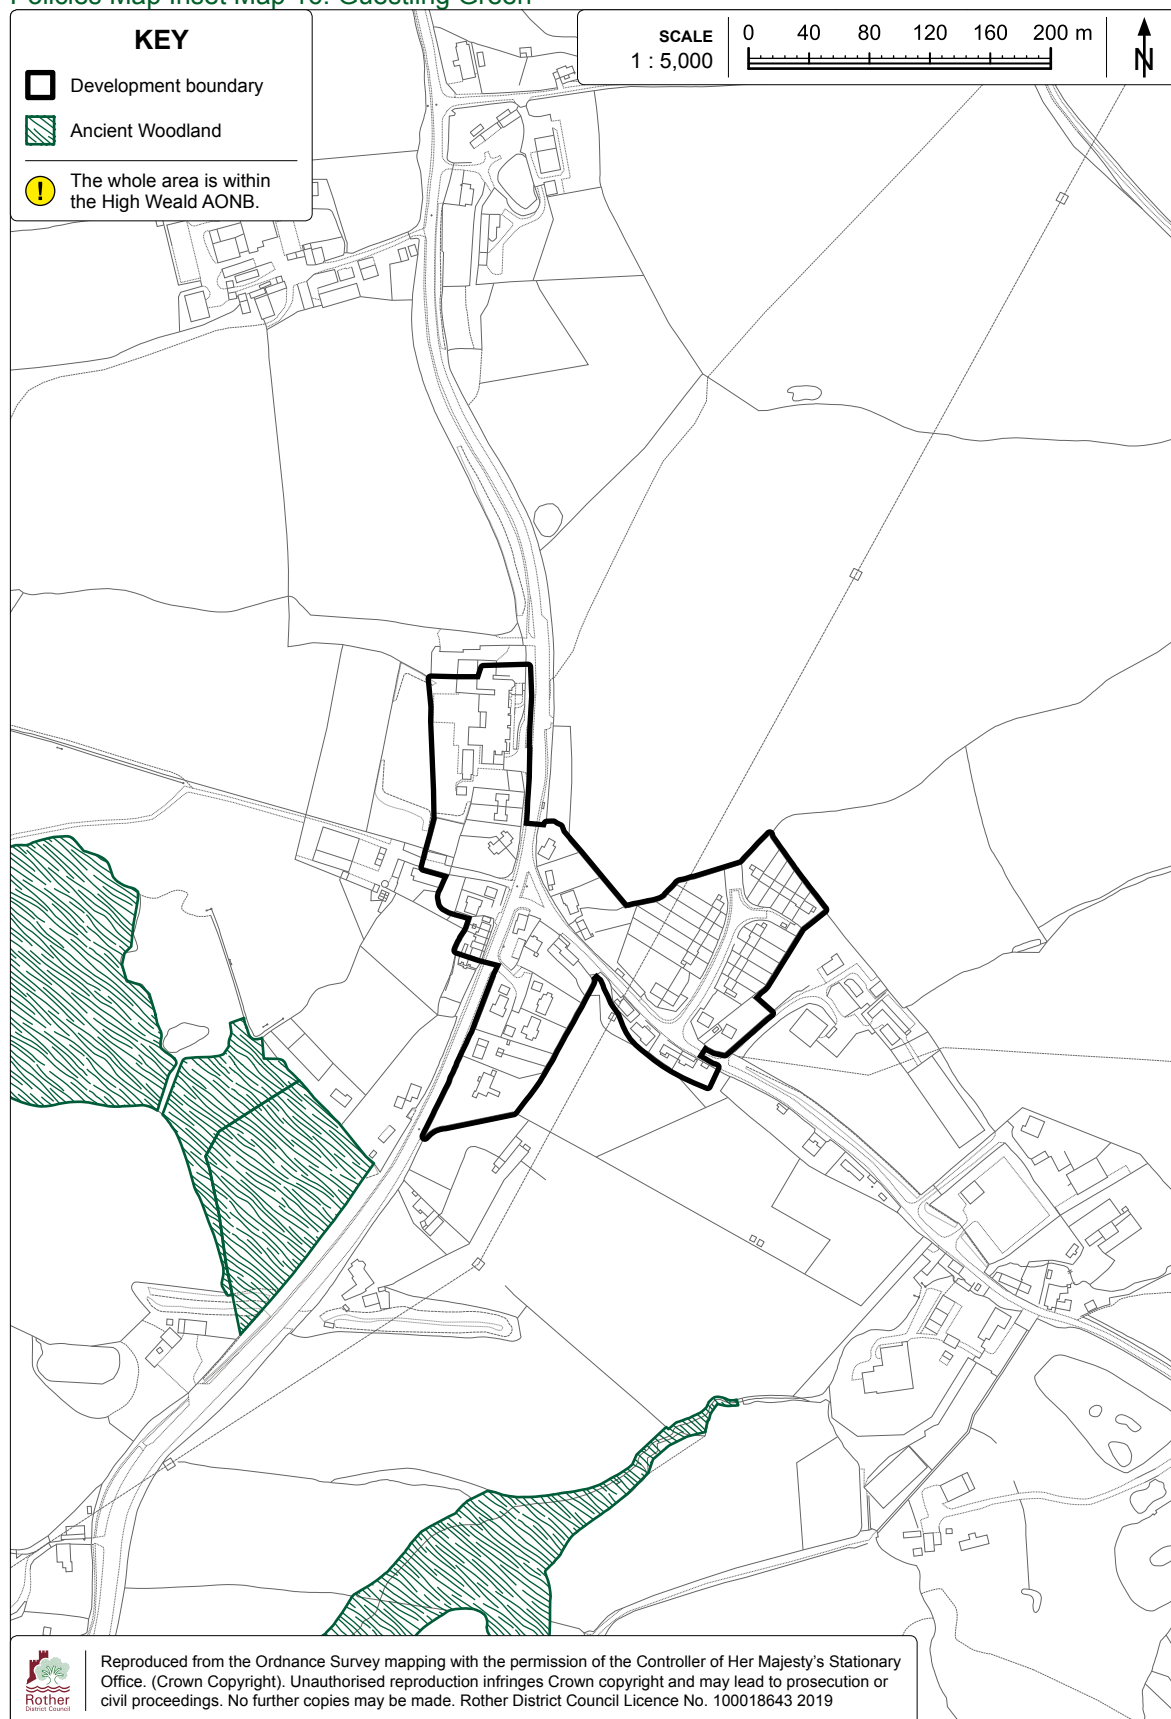 KEY
Development boundary
Ancient Woodland
!
The whole area is within
the High Weald AONB.
SCALE
1 : 5,000
0 40 80 120 160 200 m
N
Rother
District Council
Reproduced from the Ordnance Survey mapping with the permission of the Controller of Her Majesty's Stationary
Office. (Crown Copyright). Unauthorised reproduction infringes Crown copyright and may lead to prosecution or
civil proceedings. No further copies may be made. Rother District Council Licence No. 100018643 2019